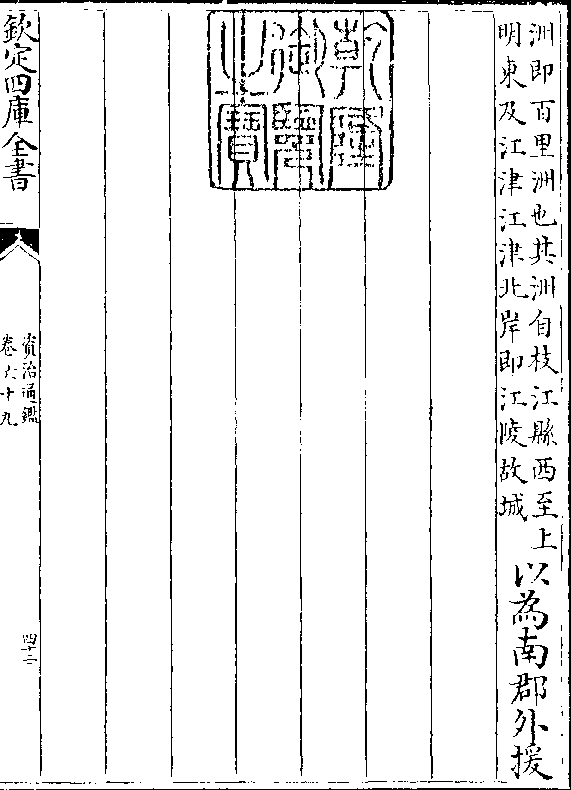 洲即百里洲也其洲自枝江縣西至上
明東及江津江津北岸即江陵故城
以為南郡外援
乾隆御覽之寶
欽定四庫全書
資治通鑑
卷六十九
四十二